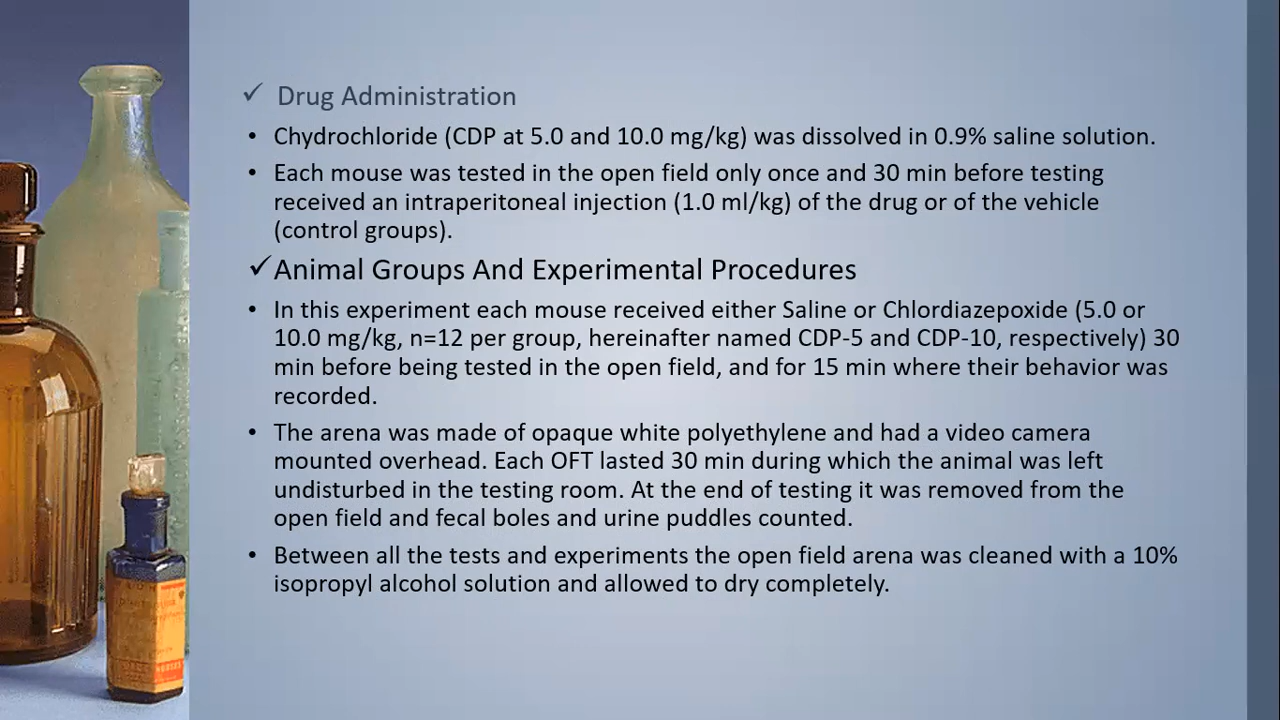 ✓ Drug Administration
• Chydrochloride (CDP at 5.0 and 10.0 mg/kg) was dissolved in 0.9% saline solution.
• Each mouse was tested in the open field only once and 30 min before testing
received an intraperitoneal injection (1.0 ml/kg) of the drug or of the vehicle
(control groups).
✓Animal Groups And Experimental Procedures
• In this experiment each mouse received either Saline or Chlordiazepoxide (5.0 or
10.0 mg/kg, n=12 per group, hereinafter named CDP-5 and CDP-10, respectively) 30
min before being tested in the open field, and for 15 min where their behavior was
recorded.
• The arena was made of opaque white polyethylene and had a video camera
mounted overhead. Each OFT lasted 30 min during which the animal was left
undisturbed in the testing room. At the end of testing it was removed from the
open field and fecal boles and urine puddles counted.
• Between all the tests and experiments the open field arena was cleaned with a 10%
isopropyl alcohol solution and allowed to dry completely.